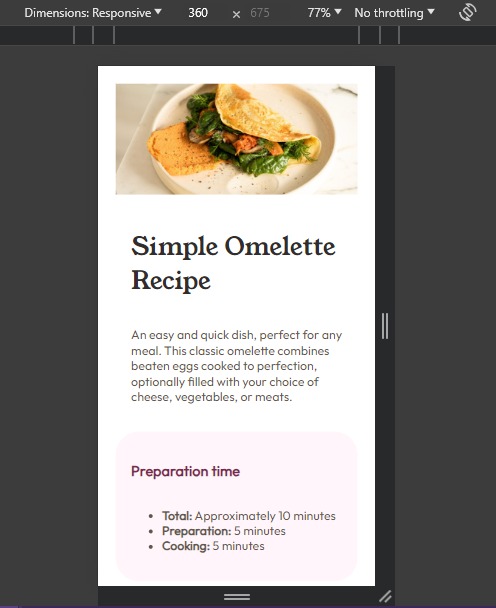 Dimensions: Responsive ▼ 360 × 675 77% ▼ No throttling ▼
Simple Omelette
Recipe
An easy and quick dish, perfect for any
meal. This classic omelette combines
beaten eggs cooked to perfection,
optionally filled with your choice of
cheese, vegetables, or meats.
Preparation time
• Total: Approximately 10 minutes
• Preparation: 5 minutes
• Cooking: 5 minutes